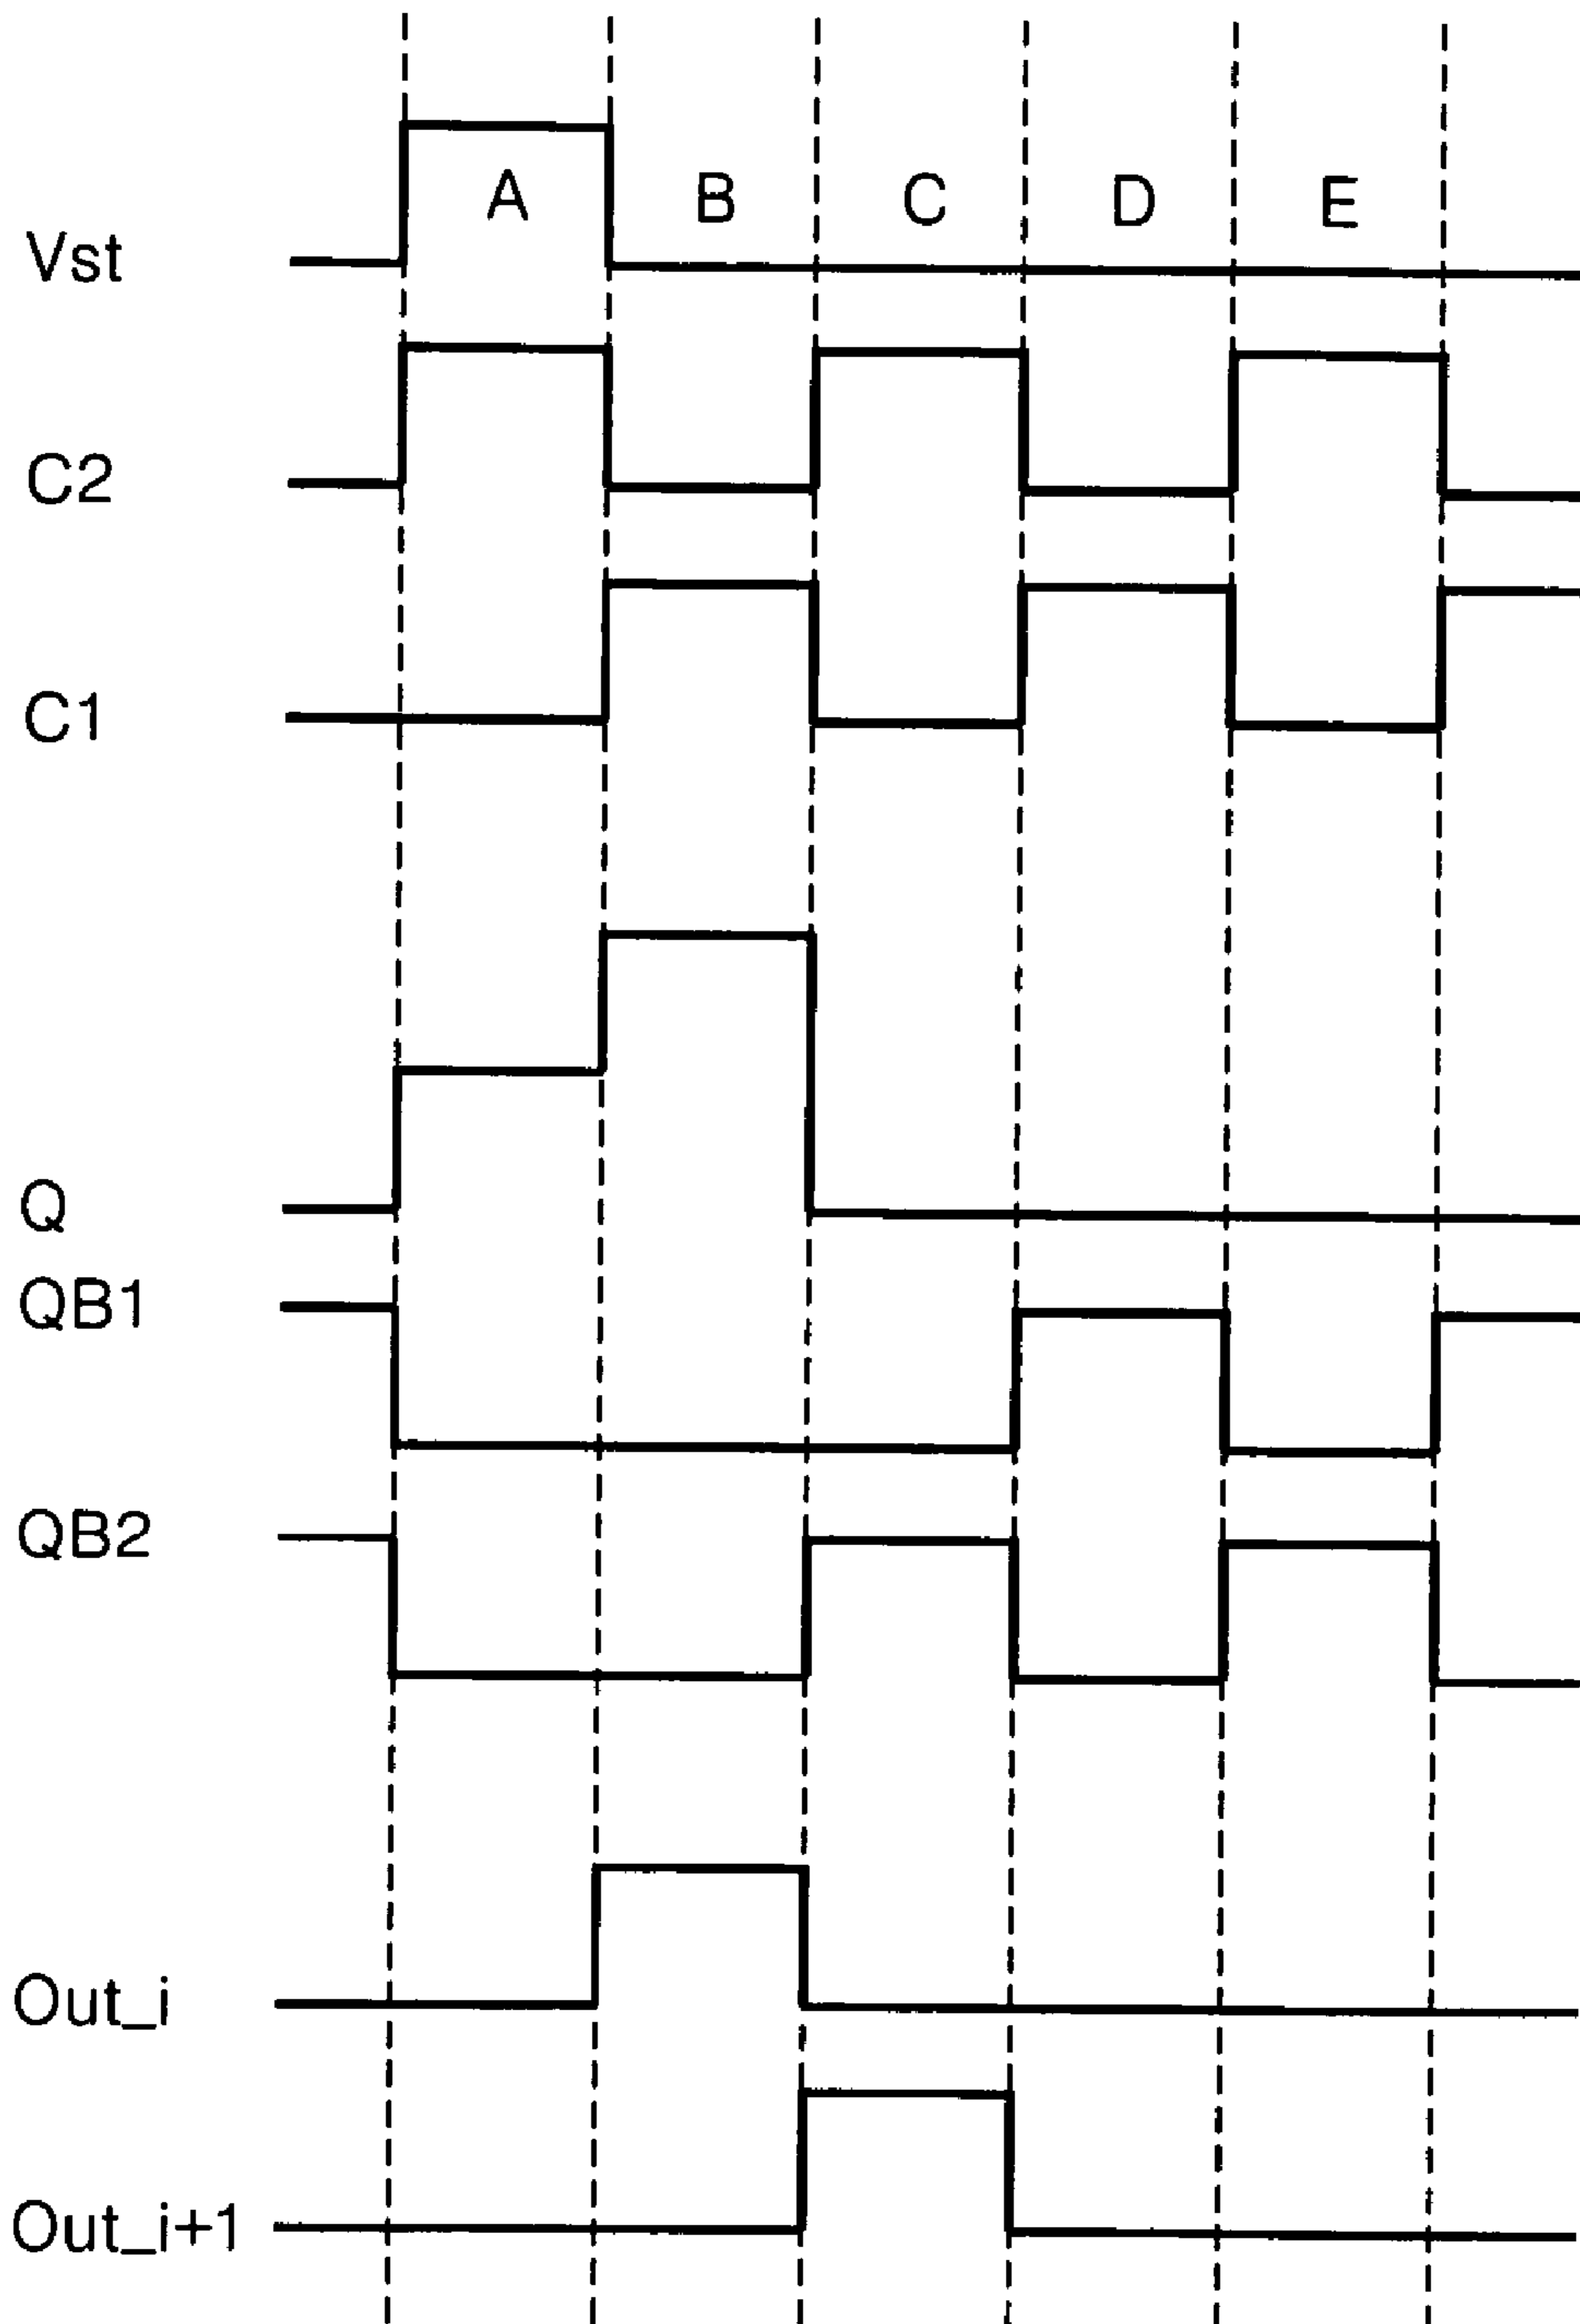 A B C D E
Vst
C2
C1
Q
QB1
QB2
Out_i
Out_i+1